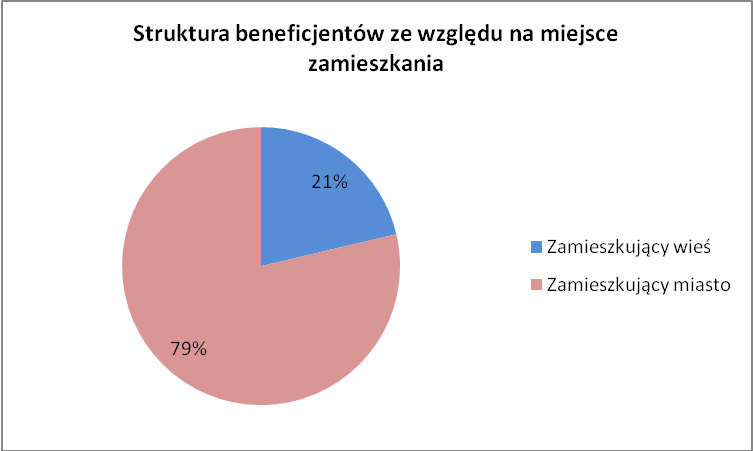 Struktura beneficjentów ze względu na miejsce
zamieszkania
21%
79%
Zamieszkujący wieś
Zamieszkujący miasto